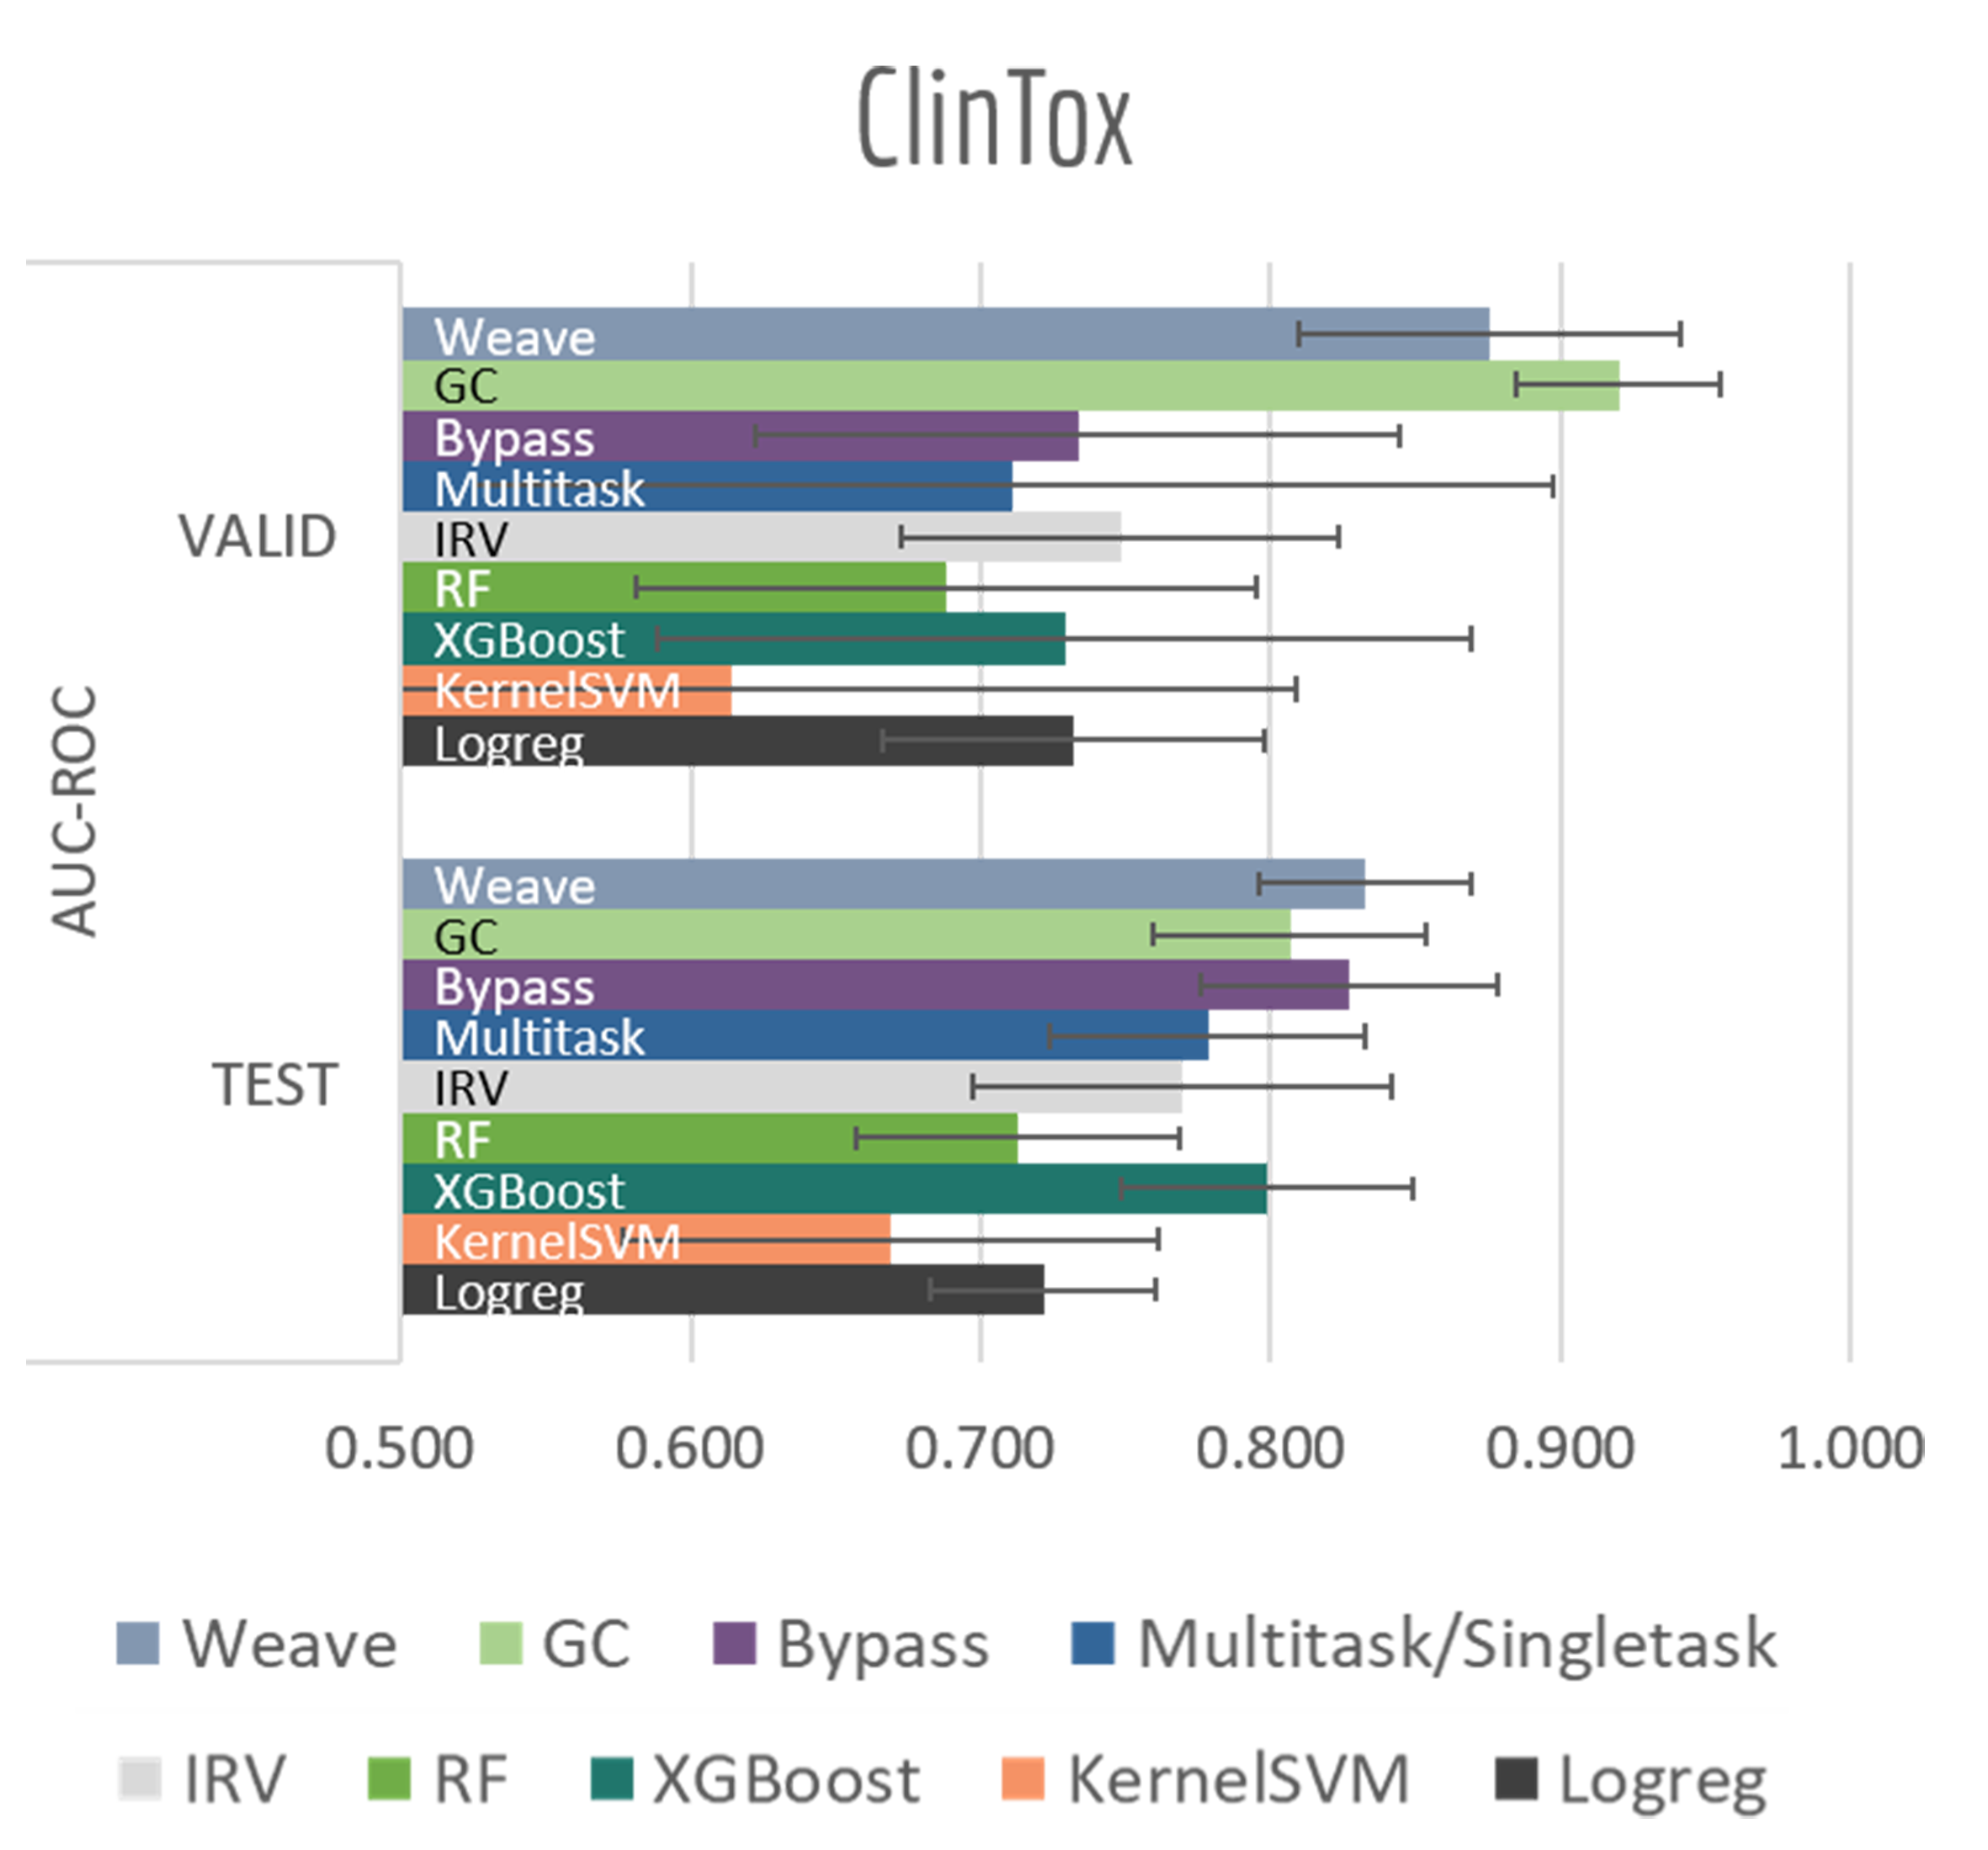 ClinTox
AUC-ROC
VALID
Weave
GC
Bypass
Multitask
IRV
RF
XGBoost
KernelSVM
Logreg
TEST
Weave
GC
Bypass
Multitask
IRV
RF
XGBoost
KernelSVM
Logreg
0.500 0.600 0.700 0.800 0.900 1.000
Weave GC Bypass Multitask/Singletask
IRV RF XGBoost KernelSVM Logreg